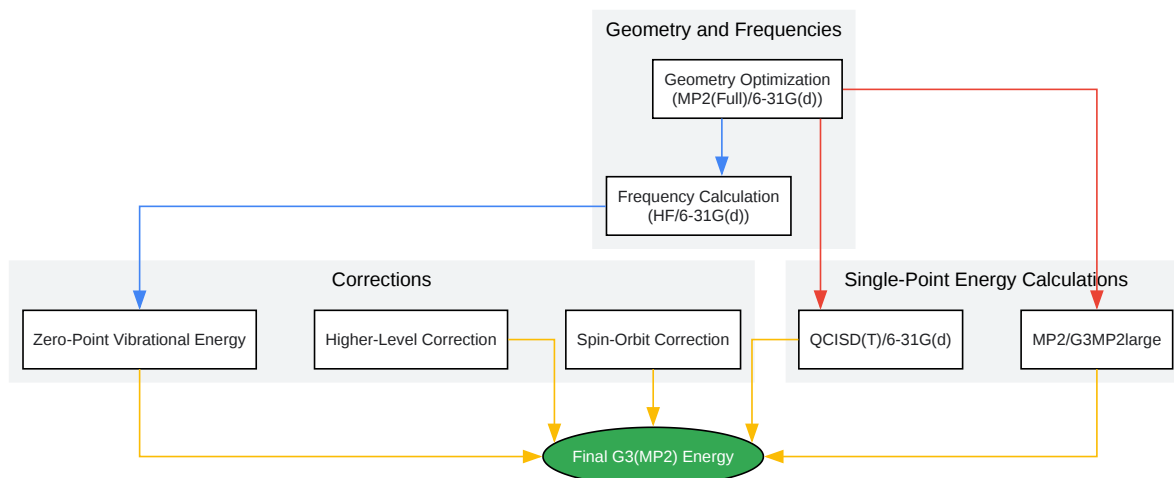 Geometry and Frequencies
Geometry Optimization
(MP2(Full)/6-31G(d))
Frequency Calculation
(HF/6-31G(d))
Corrections
Single-Point Energy Calculations
Zero-Point Vibrational Energy
Higher-Level Correction
Spin-Orbit Correction
QCISD(T)/6-31G(d)
MP2/G3MP2large
Final G3(MP2) Energy